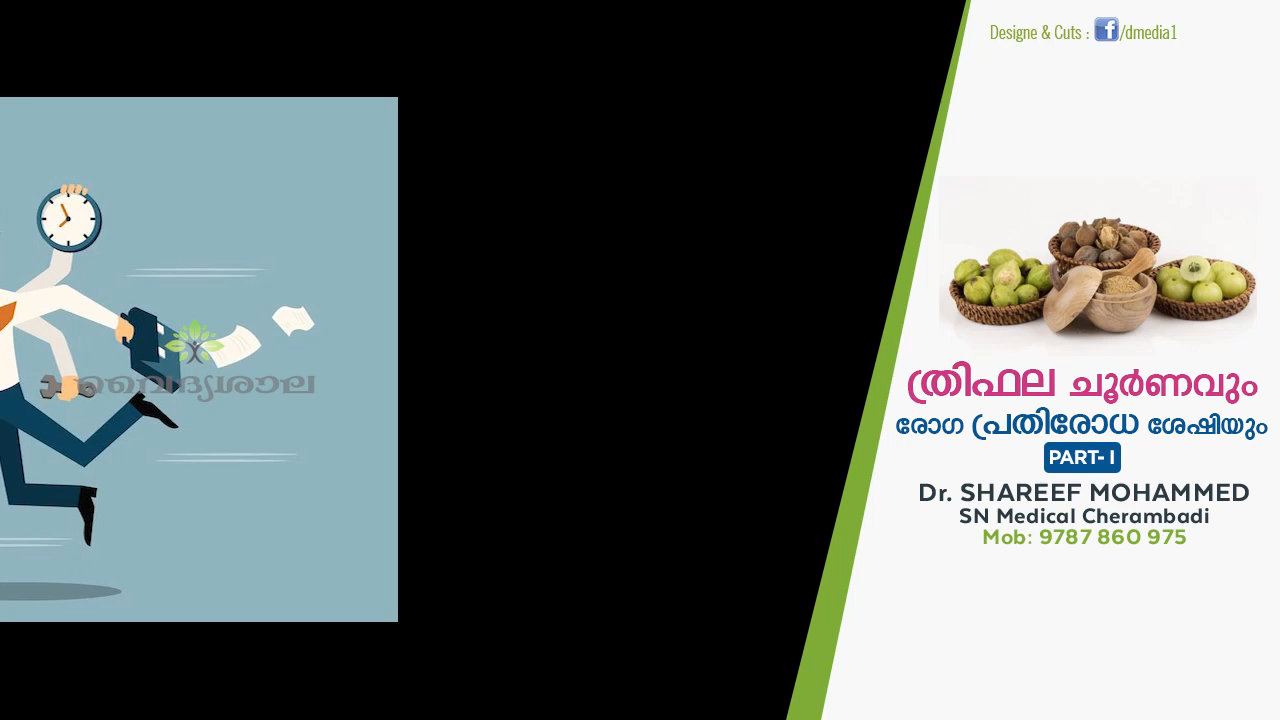 Designe & Cuts : f/dmedia1
വൈദ്യശാല
ത്രിഫല ചൂർണവും
രോഗ പ്രതിരോധ ശേഷിയും
PART- I
Dr. SHAREEF MOHAMMED
SN Medical Cherambadi
Mob: 9787 860 975